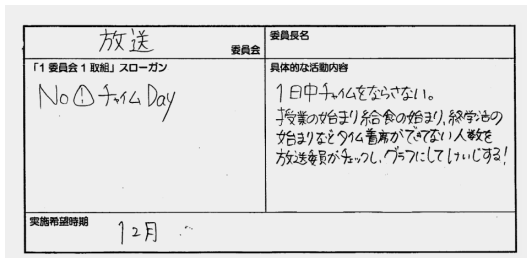 放送 委員会
委員長名
「1委員会1取組」スローガン
No ! チャイム Day
具体的な活動内容
1日中チャイムをならさない。
授業の始まり、給食の始まり、終学活の
始まりなどタイム着席ができてない人数を
放送委員がチェックし、グラフにしてけいじする!
実施希望時期
12月